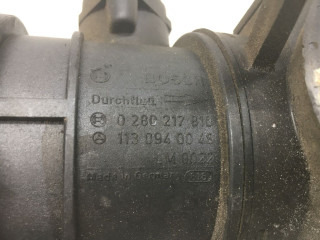 BOSCH
Durchfluß
0 280 217 810
113 094 00 48
Made in Germany